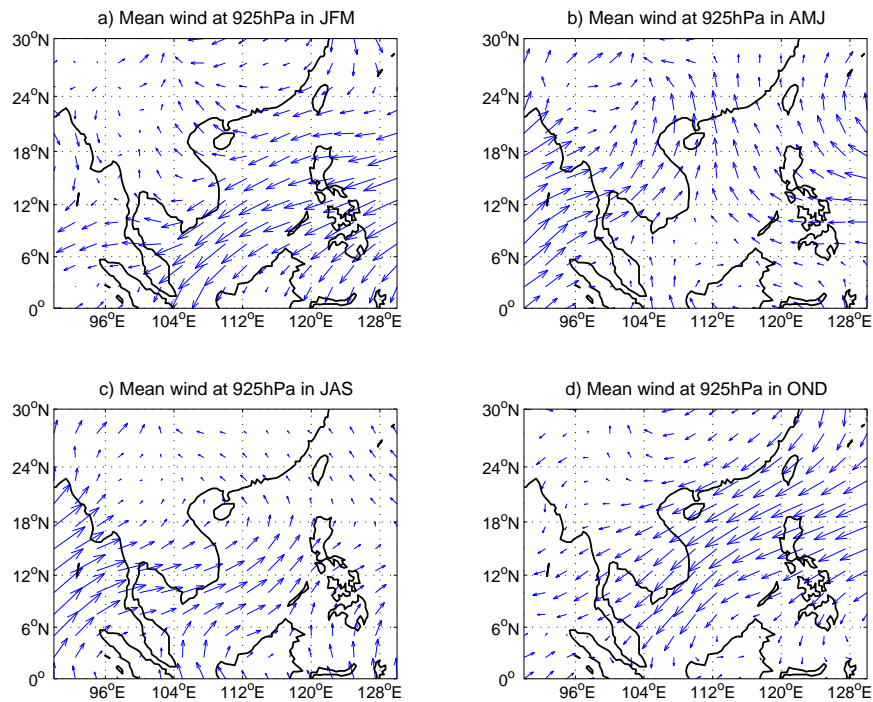 a) Mean wind at 925hPa in JFM
30°N
24°N
18°N
12°N
6°N
0°
96°E 104°E 112°E 120°E 128°E
b) Mean wind at 925hPa in AMJ
30°N
24°N
18°N
12°N
6°N
0°
96°E 104°E 112°E 120°E 128°E
c) Mean wind at 925hPa in JAS
30°N
24°N
18°N
12°N
6°N
0°
96°E 104°E 112°E 120°E 128°E
d) Mean wind at 925hPa in OND
30°N
24°N
18°N
12°N
6°N
0°
96°E 104°E 112°E 120°E 128°E